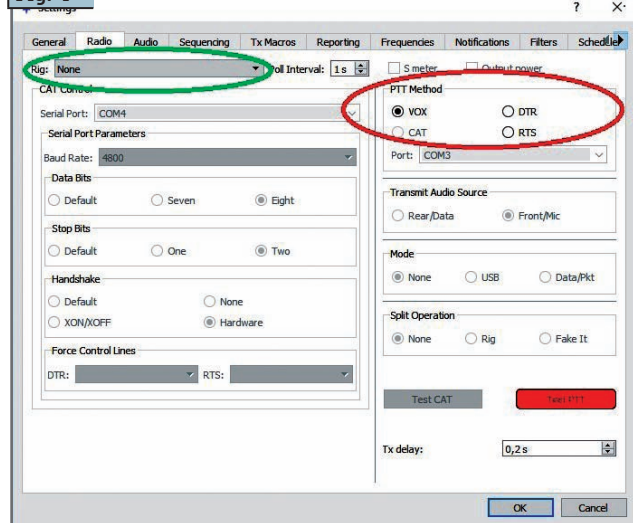 Settings ? ×
General Radio Audio Sequencing Tx Macros Reporting Frequencies Notifications Filters
Rig: None Poll Interval: 1 s S meter Output power
CAT Control
Serial Port: COM4
Serial Port Parameters
Baud Rate: 4800
Data Bits
Default Seven Eight
Stop Bits
Default One Two
Handshake
Default None
XON/XOFF Hardware
Force Control Lines
DTR: RTS:
PTT Method
VOX DTR
CAT RTS
Port: COM3
Transmit Audio Source
Rear/Data Front/Mic
Mode
None USB Data/Pkt
Split Operation
None Rig Fake It
Test CAT Test PTT
Tx delay: 0,2 s
OK Cancel